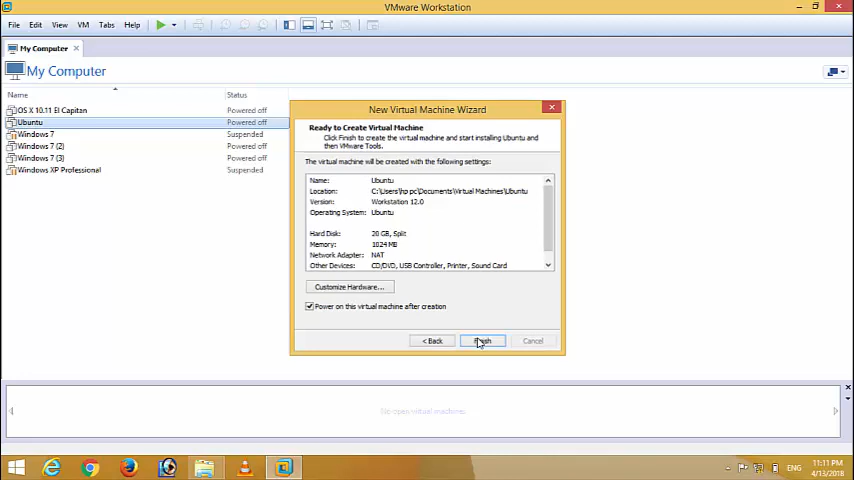 VMware Workstation
File Edit View VM Tabs Help
My Computer
My Computer
Name Status
OS X 10.11 El Capitan Powered off
Ubuntu Powered off
Windows 7 Suspended
Windows 7 (2) Powered off
Windows 7 (3) Powered off
Windows XP Professional Suspended
New Virtual Machine Wizard
Ready to Create Virtual Machine
Click Finish to create the virtual machine and start installing Ubuntu and
then VMware Tools.
The virtual machine will be created with the following settings:
Name: Ubuntu
Location: C:\Users\hp pc\Documents\Virtual Machines\Ubuntu
Version: Workstation 12.0
Operating System: Ubuntu
Hard Disk: 20 GB, Split
Memory: 1024 MB
Network Adapter: NAT
Other Devices: CD/DVD, USB Controller, Printer, Sound Card
Customize Hardware...
Power on this virtual machine after creation
< Back Finish Cancel
No open virtual machines
ENG 11:11 PM
4/13/2018